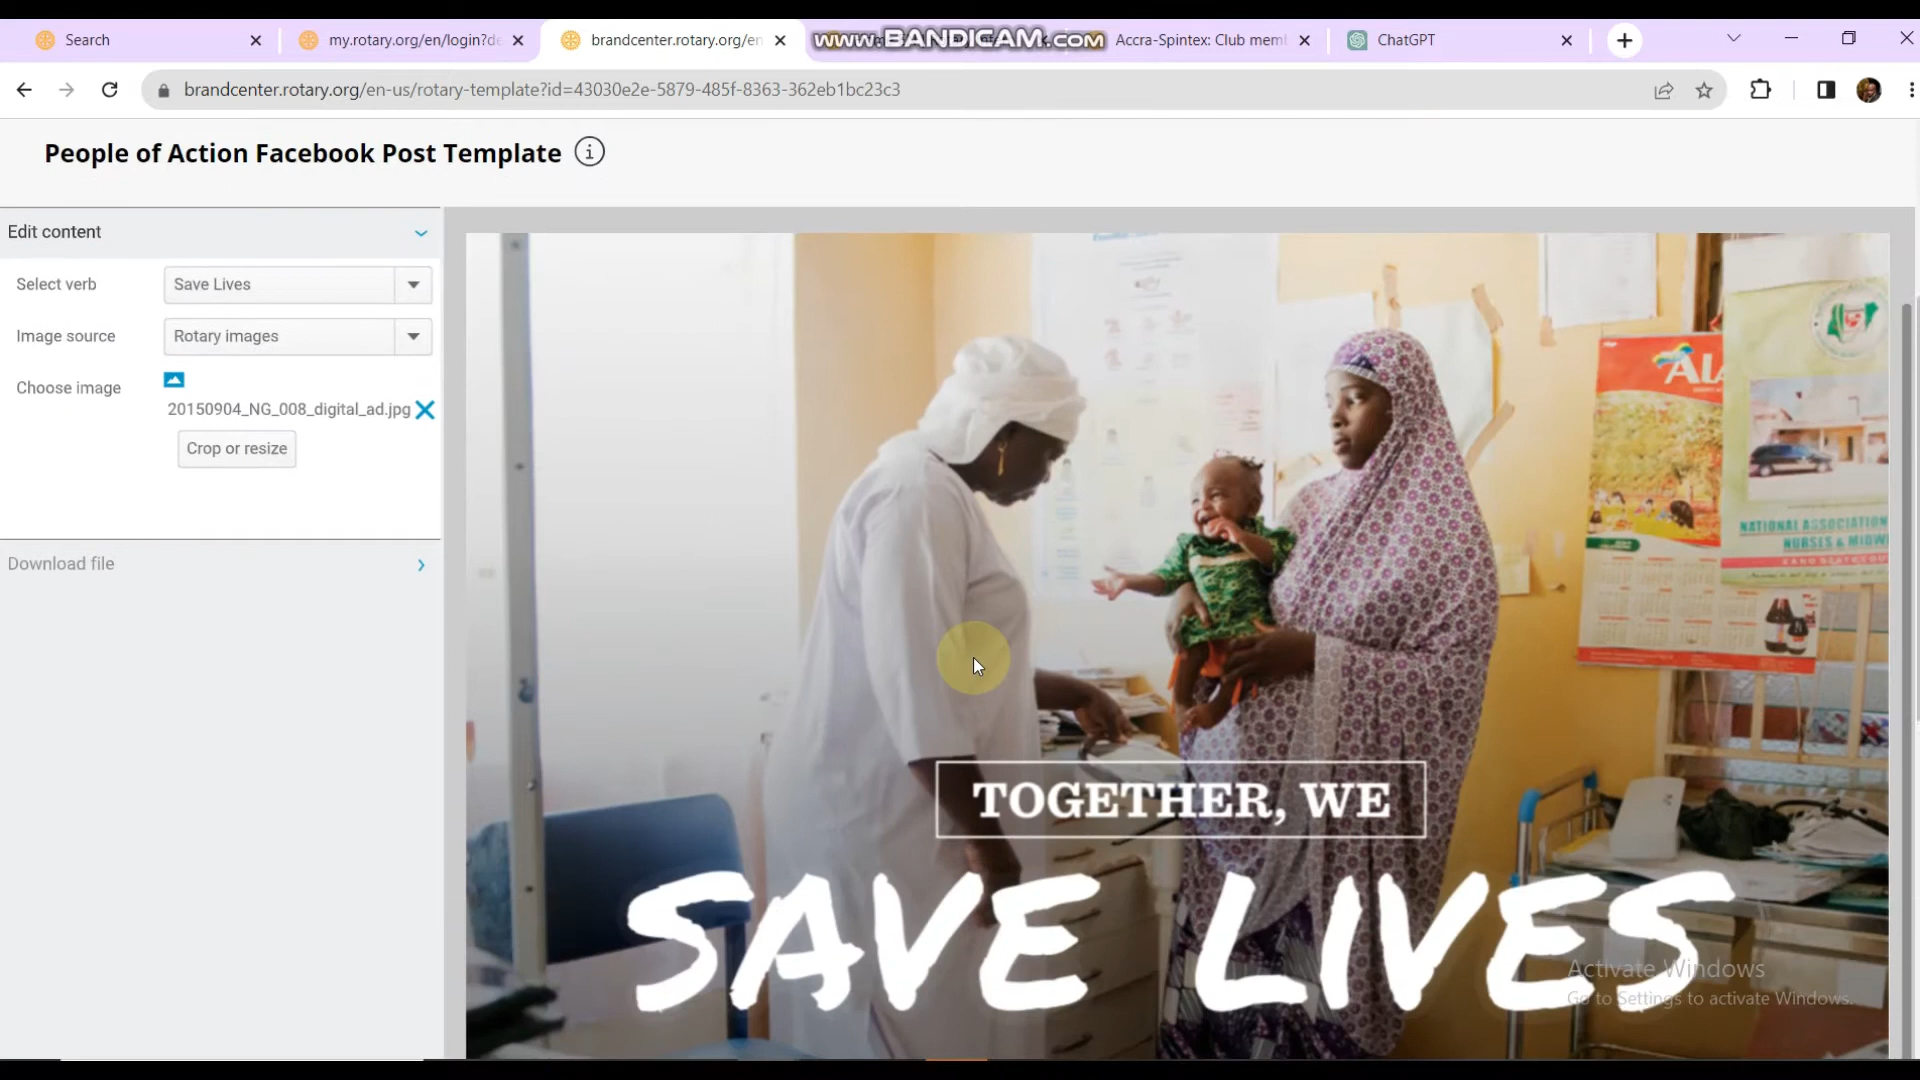 Search
my.rotary.org/en/login?de
brandcenter.rotary.org/en
www.BANDICAM.com
Accra-Spintex: Club mem
ChatGPT
brandcenter.rotary.org/en-us/rotary-template?id=43030e2e-5879-485f-8363-362eb1bc23c3
People of Action Facebook Post Template
Edit content
Select verb
Save Lives
Image source
Rotary images
Choose image
20150904_NG_008_digital_ad.jpg
Crop or resize
Download file
NATIONAL ASSOCIATION
NURSES & MIDW
TOGETHER, WE
SAVE LIVES
Activate Windows
Go to Settings to activate Windows.